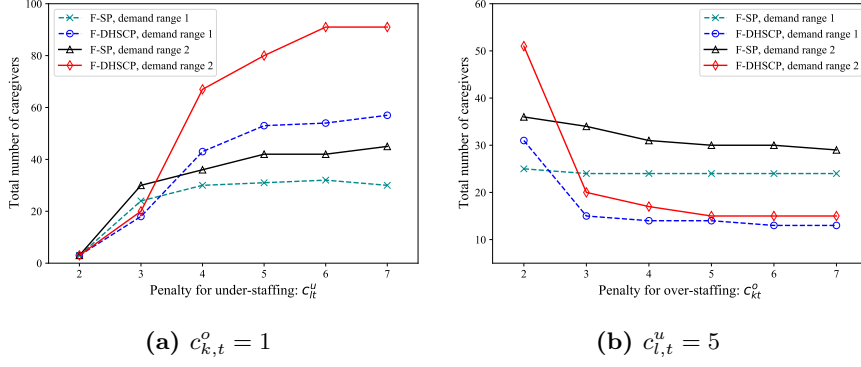 100
80
60
40
20
0
Total number of caregivers
F-SP, demand range 1
F-DHSCP, demand range 1
F-SP, demand range 2
F-DHSCP, demand range 2
2 3 4 5 6 7
Penalty for under-staffing: c^u_{lt}
(a) c^o_{k,t} = 1
60
50
40
30
20
10
Total number of caregivers
F-SP, demand range 1
F-DHSCP, demand range 1
F-SP, demand range 2
F-DHSCP, demand range 2
2 3 4 5 6 7
Penalty for over-staffing: c^o_{kt}
(b) c^u_{l,t} = 5